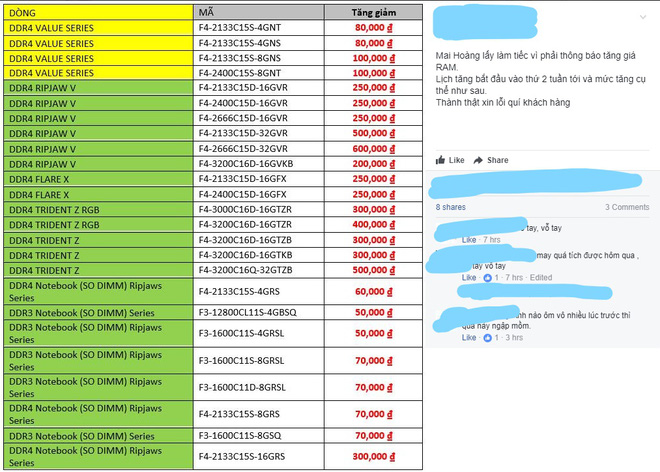 DÒNG MÃ Tăng giảm
DDR4 VALUE SERIES F4-2133C15S-4GNT 80,000 ₫
DDR4 VALUE SERIES F4-2133C15S-4GNS 80,000 ₫
DDR4 VALUE SERIES F4-2133C15S-8GNS 100,000 ₫
DDR4 VALUE SERIES F4-2400C15S-8GNT 100,000 ₫
DDR4 RIPJAW V F4-2133C15D-16GVR 250,000 ₫
DDR4 RIPJAW V F4-2400C15D-16GVR 250,000 ₫
DDR4 RIPJAW V F4-2666C15D-16GVR 250,000 ₫
DDR4 RIPJAW V F4-2133C15D-32GVR 500,000 ₫
DDR4 RIPJAW V F4-2666C15D-32GVR 600,000 ₫
DDR4 RIPJAW V F4-3200C16D-16GVKB 200,000 ₫
DDR4 FLARE X F4-2133C15D-16GFX 250,000 ₫
DDR4 FLARE X F4-2400C15D-16GFX 250,000 ₫
DDR4 TRIDENT Z RGB F4-3000C16D-16GTZR 300,000 ₫
DDR4 TRIDENT Z RGB F4-3200C16D-16GTZR 400,000 ₫
DDR4 TRIDENT Z F4-3200C16D-16GTZB 300,000 ₫
DDR4 TRIDENT Z F4-3200C16D-16GTKB 300,000 ₫
DDR4 TRIDENT Z F4-3200C16Q-32GTZB 500,000 ₫
DDR4 Notebook (SO DIMM) Ripjaws
Series F4-2133C15S-4GRS 60,000 ₫
DDR3 Notebook (SO DIMM) Series F3-12800CL11S-4GBSQ 50,000 ₫
DDR3 Notebook (SO DIMM) Ripjaws
Series F3-1600C11S-4GRSL 50,000 ₫
DDR3 Notebook (SO DIMM) Ripjaws
Series F3-1600C11S-8GRSL 70,000 ₫
DDR3 Notebook (SO DIMM) Ripjaws
Series F3-1600C11D-8GRSL 70,000 ₫
DDR4 Notebook (SO DIMM) Ripjaws
Series F4-2133C15S-8GRS 70,000 ₫
DDR3 Notebook (SO DIMM) Series F3-1600C11S-8GSQ 70,000 ₫
DDR4 Notebook (SO DIMM) Ripjaws
Series F4-2133C15S-16GRS 300,000 ₫
Mai Hoàng lấy làm tiếc vì phải thông báo tăng giá
RAM.
Lịch tăng bắt đầu vào thứ 2 tuần tới và mức tăng cụ
thể như sau.
Thành thật xin lỗi quí khách hàng
Like Share
8 shares 3 Comments
tay, vỗ tay
Like · 7 hrs
may quá tích được hôm qua ,
tay vỗ tay
Like · 1 · 7 hrs · Edited
nào ôm vô nhiều lúc trước thì
quả này ngập mồm.
Like · 1 · 3 hrs